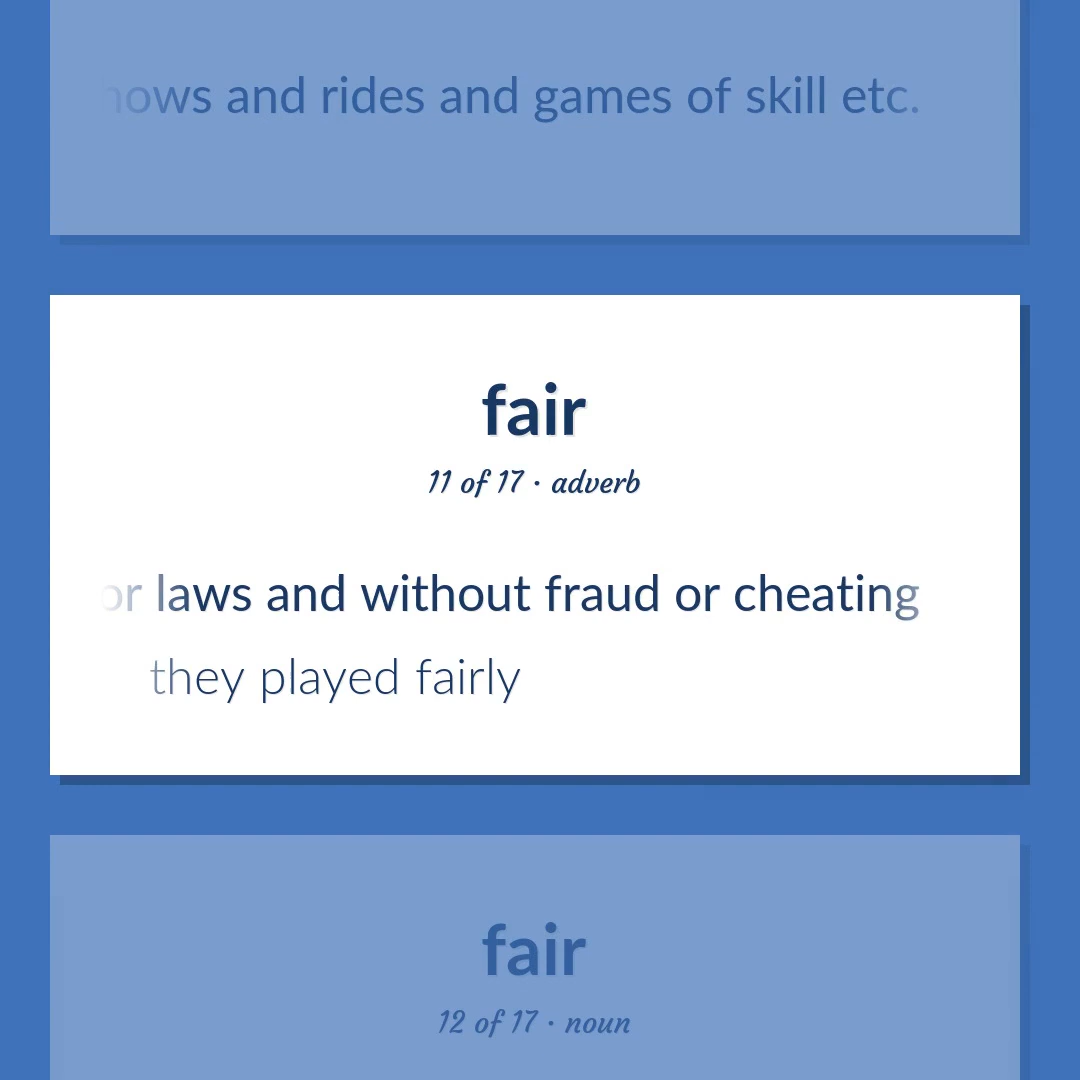 and rides and games of skill etc.
fair
11 of 17 · adverb
or laws and without fraud or cheating
they played fairly
fair
12 of 17 · noun